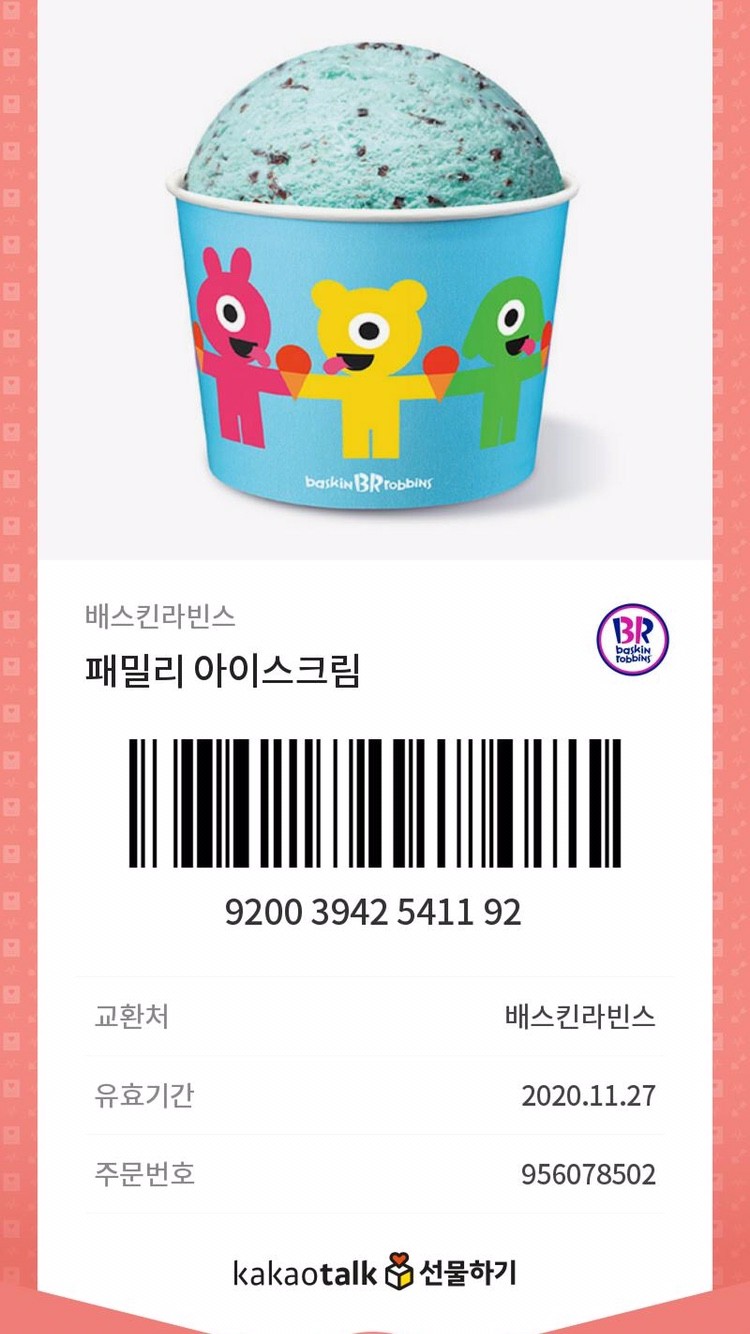 baskin BR robbins
배스킨라빈스
패밀리 아이스크림
BR
baskin
robbins
9200 3942 5411 92
교환처 배스킨라빈스
유효기간 2020.11.27
주문번호 956078502
kakaotalk 선물하기